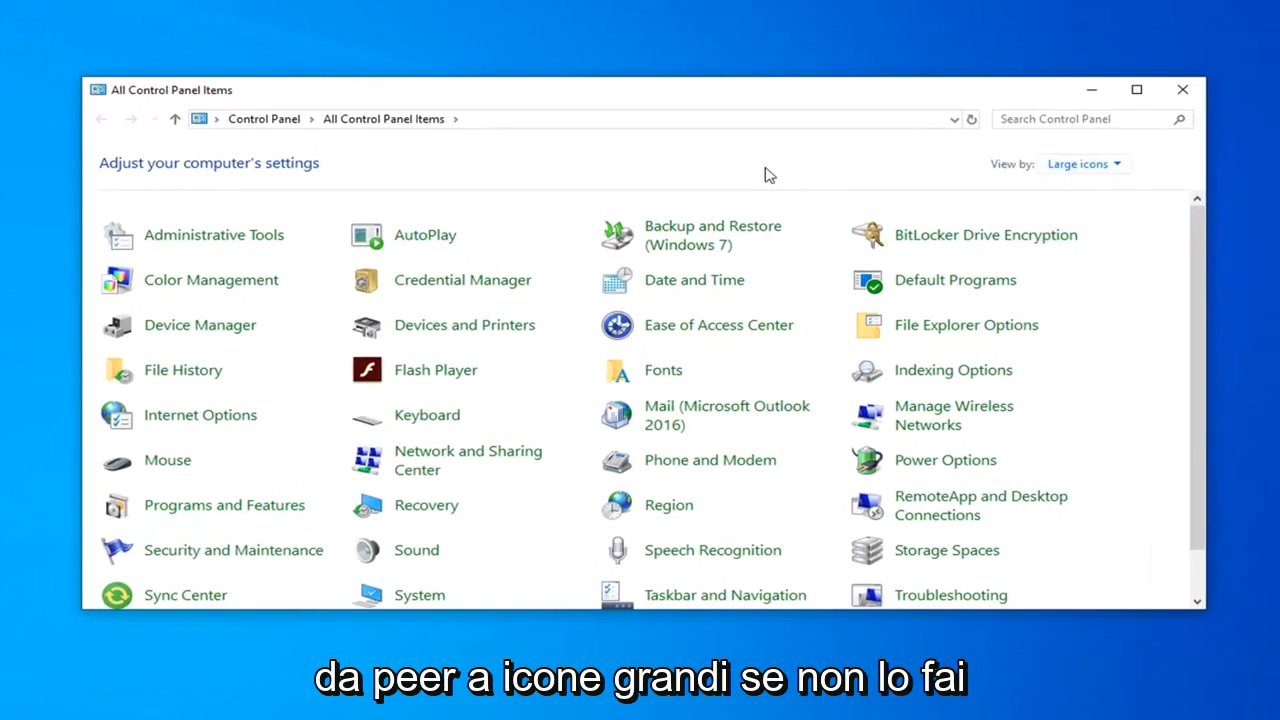 All Control Panel Items
Control Panel
All Control Panel Items
Search Control Panel
Adjust your computer's settings
View by: Large icons
Administrative Tools
AutoPlay
Backup and Restore
(Windows 7)
BitLocker Drive Encryption
Color Management
Credential Manager
Date and Time
Default Programs
Device Manager
Devices and Printers
Ease of Access Center
File Explorer Options
File History
Flash Player
Fonts
Indexing Options
Internet Options
Keyboard
Mail (Microsoft Outlook
2016)
Manage Wireless
Networks
Mouse
Network and Sharing
Center
Phone and Modem
Power Options
Programs and Features
Recovery
Region
RemoteApp and Desktop
Connections
Security and Maintenance
Sound
Speech Recognition
Storage Spaces
Sync Center
System
Taskbar and Navigation
Troubleshooting
da peer a icone grandi se non lo fai